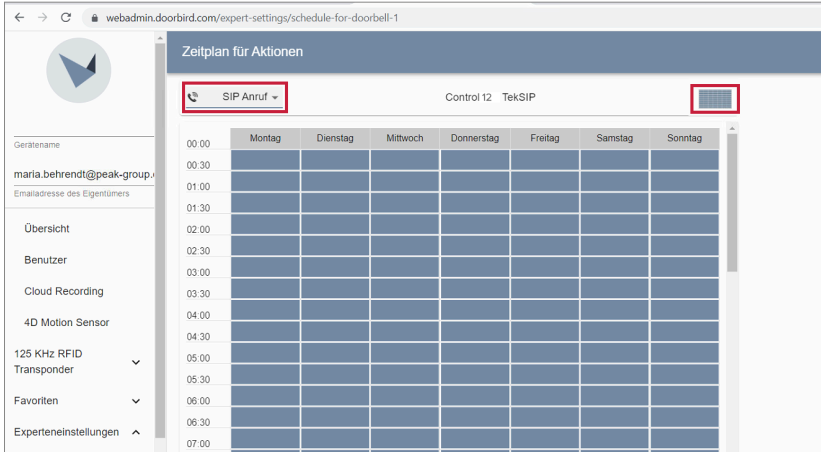 webadmin.doorbird.com/expert-settings/schedule-for-doorbell-1
Zeitplan für Aktionen
SIP Anruf
Control 12 TekSIP
Gerätename
maria.behrendt@peak-group.
Emailadresse des Eigentümers
Übersicht
Benutzer
Cloud Recording
4D Motion Sensor
125 KHz RFID
Transponder
Favoriten
Experteneinstellungen
Montag Dienstag Mittwoch Donnerstag Freitag Samstag Sonntag
00:00
00:30
01:00
01:30
02:00
02:30
03:00
03:30
04:00
04:30
05:00
05:30
06:00
06:30
07:00